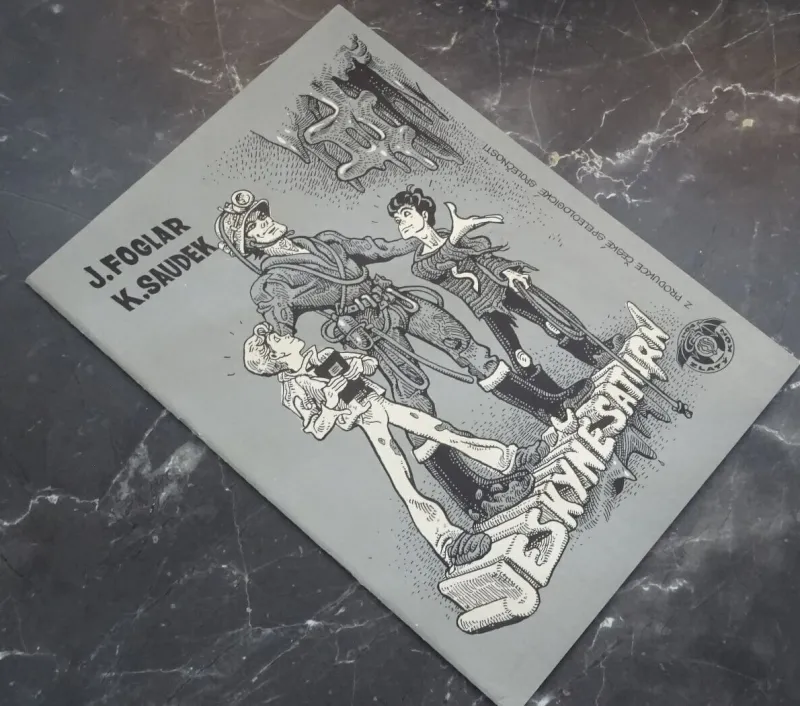 J. FOGLAR
K. SAUDEK
Z PRODUKCE ČESKÉ SPELEOLOGICKÉ SPOLEČNOSTI
JESKYNĚ SATURN